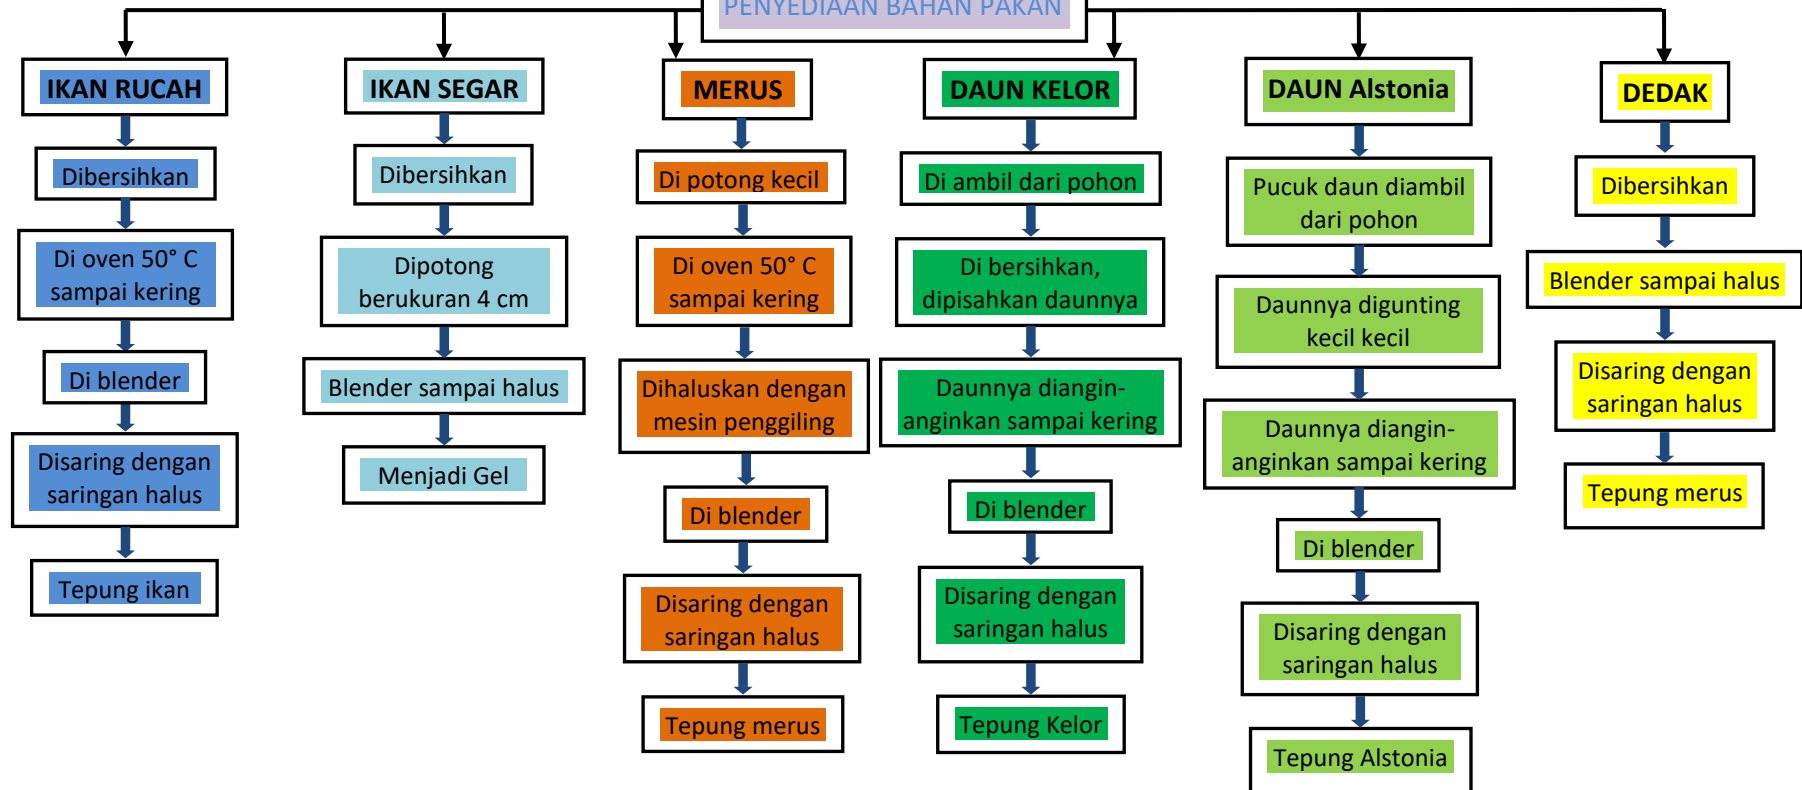 PENYEDIAAN BAHAN PAKAN
IKAN RUCAH
Dibersihkan
Di oven 50° C
sampai kering
Di blender
Disaring dengan
saringan halus
Tepung ikan
IKAN SEGAR
Dibersihkan
Dipotong
berukuran 4 cm
Blender sampai halus
Menjadi Gel
MERUS
Di potong kecil
Di oven 50° C
sampai kering
Dihaluskan dengan
mesin penggiling
Di blender
Disaring dengan
saringan halus
Tepung merus
DAUN KELOR
Di ambil dari pohon
Di bersihkan,
dipisahkan daunnya
Daunnya diangin-
anginkan sampai kering
Di blender
Disaring dengan
saringan halus
Tepung Kelor
DAUN Alstonia
Pucuk daun diambil
dari pohon
Daunnya digunting
kecil kecil
Daunnya diangin-
anginkan sampai kering
Di blender
Disaring dengan
saringan halus
Tepung Alstonia
DEDAK
Dibersihkan
Blender sampai halus
Disaring dengan
saringan halus
Tepung merus